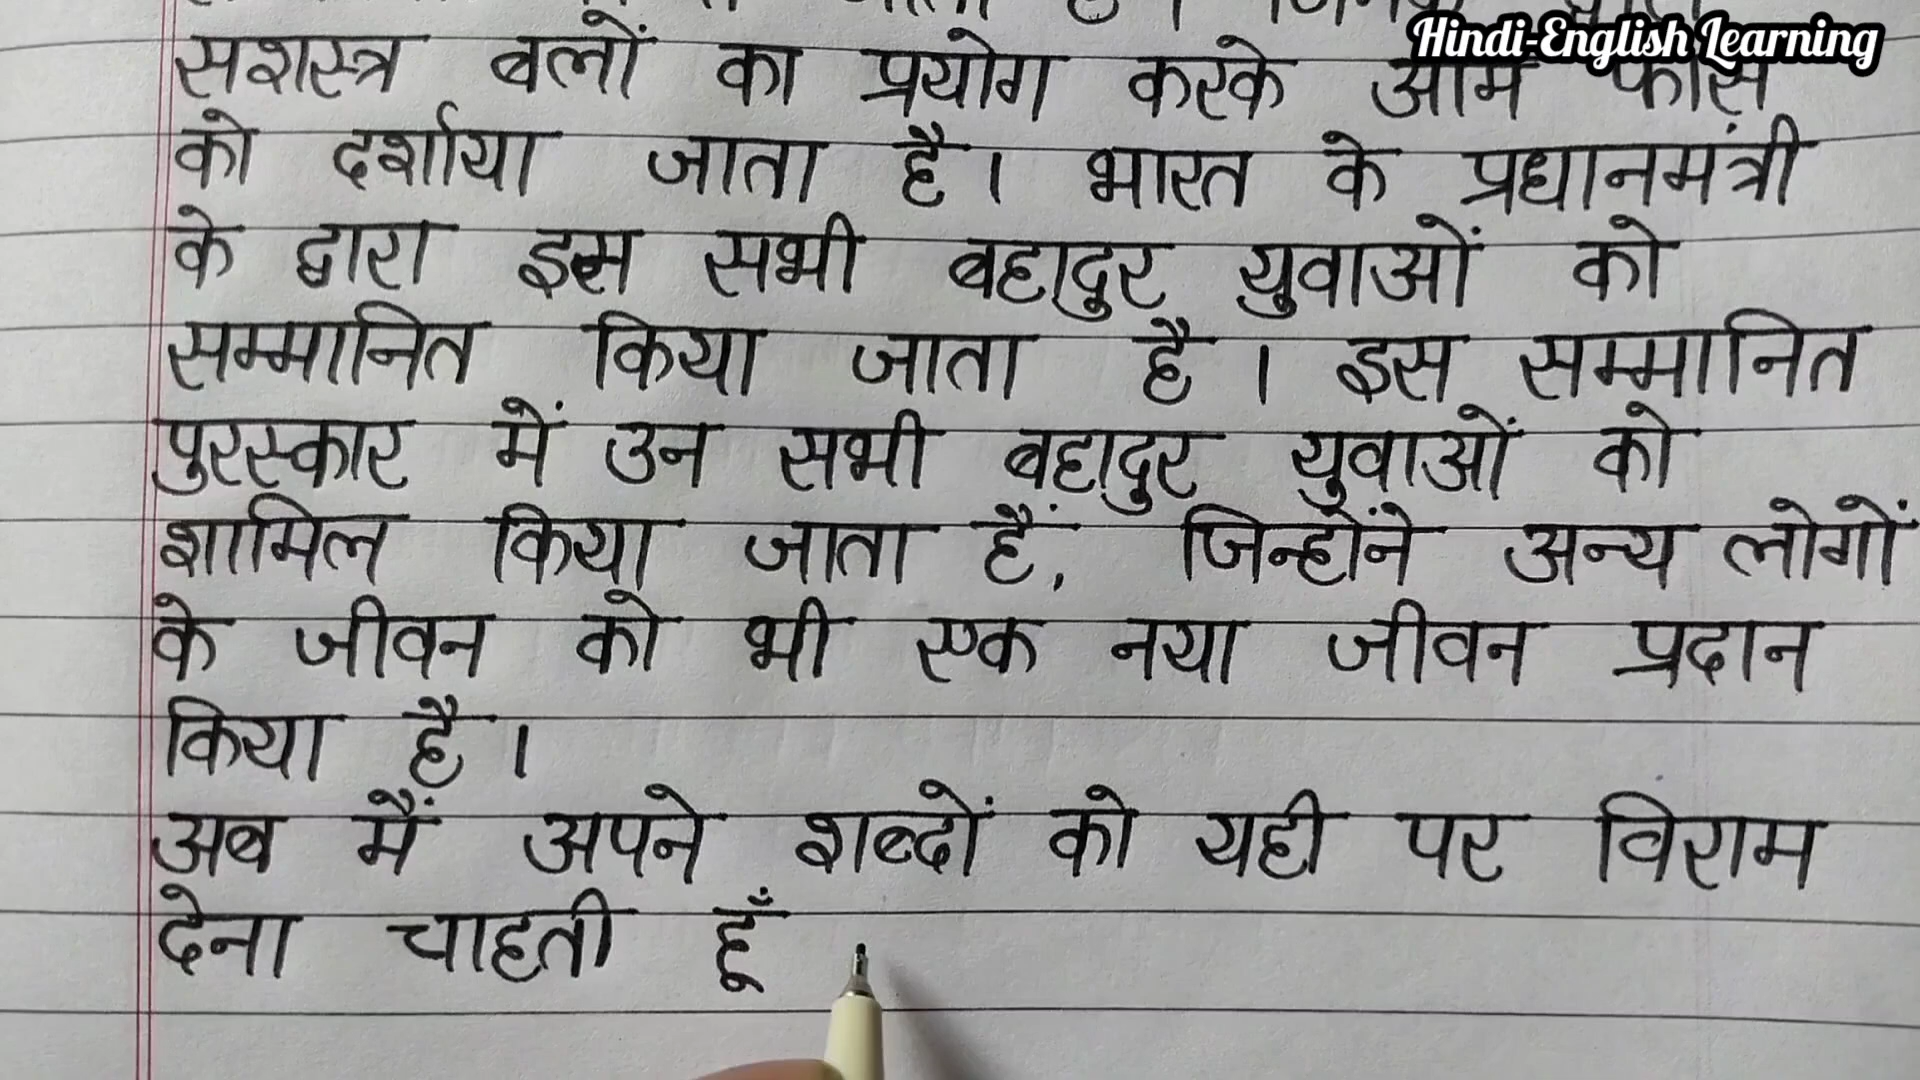 Hindi-English Learning
सशस्त्र बलों का प्रयोग करके आम फोर्स
को दर्शाया जाता है। भारत के प्रधानमंत्री
के द्वारा इस सभी बहादुर युवाओं को
सम्मानित किया जाता है। इस सम्मानित
पुरस्कार में उन सभी बहादुर युवाओं को
शामिल किया जाता हैं, जिन्होंने अन्य लोगों
के जीवन को भी एक नया जीवन प्रदान
किया है।
अब मैं अपने शब्दों को यही पर विराम
देना चाहती हूँ